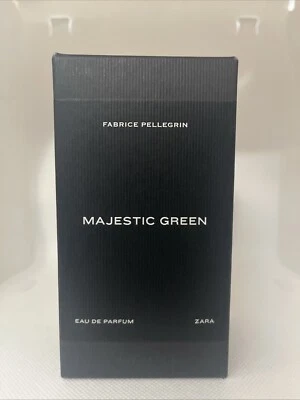 FABRICE PELLEGRIN
MAJESTIC GREEN
EAU DE PARFUM ZARA